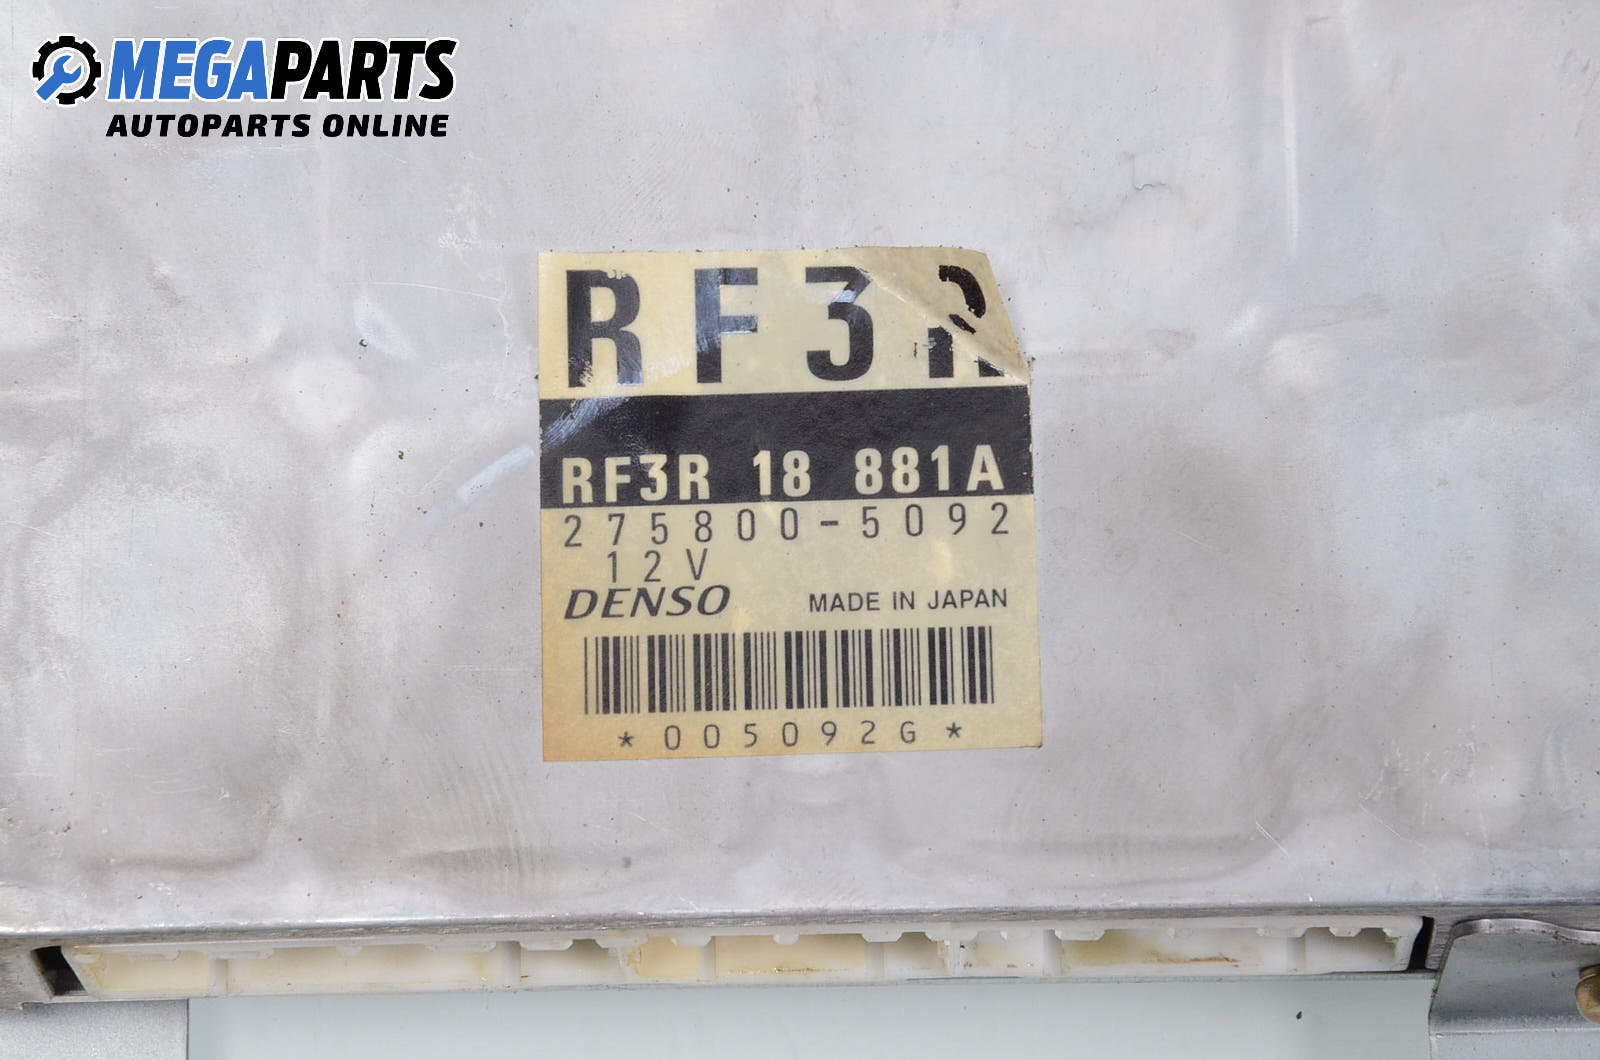 MEGAPARTS
AUTOPARTS ONLINE
RF3R
RF3R 18 881A
275800-5092
12V
DENSO MADE IN JAPAN
*005092G*